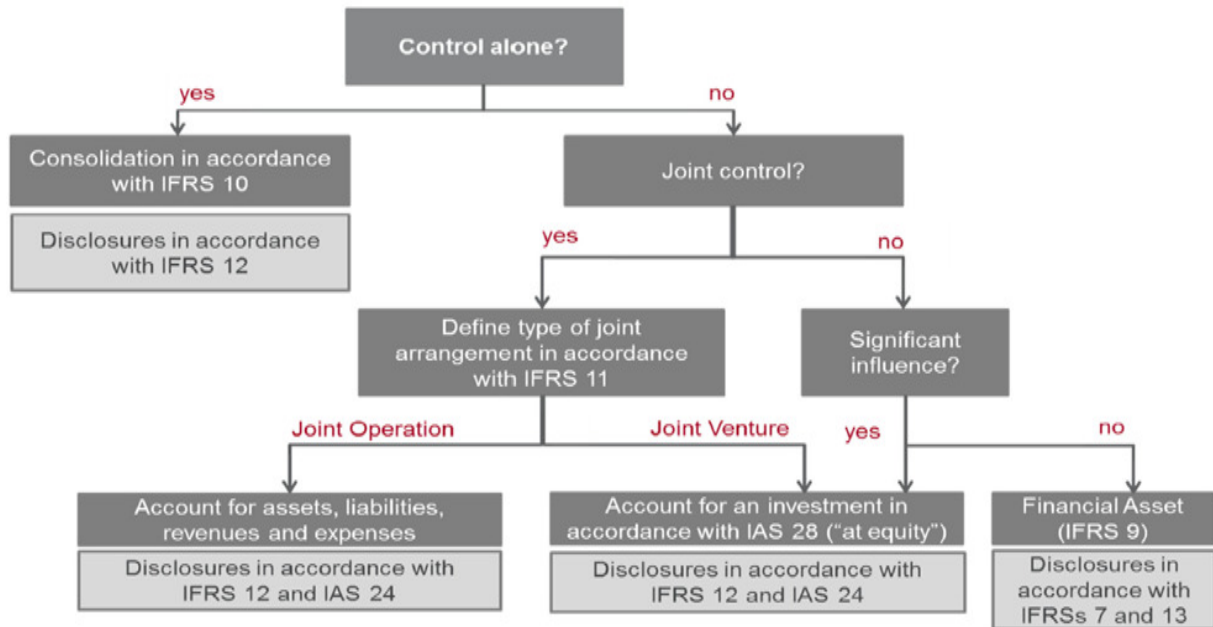 Control alone?
yes
no
Consolidation in accordance
with IFRS 10
Joint control?
Disclosures in accordance
with IFRS 12
yes
no
Define type of joint
arrangement in accordance
with IFRS 11
Significant
influence?
Joint Operation
Joint Venture
yes
no
Account for assets, liabilities,
revenues and expenses
Account for an investment in
accordance with IAS 28 (“at equity”)
Financial Asset
(IFRS 9)
Disclosures in accordance with
IFRS 12 and IAS 24
Disclosures in accordance with
IFRS 12 and IAS 24
Disclosures in
accordance with
IFRSs 7 and 13